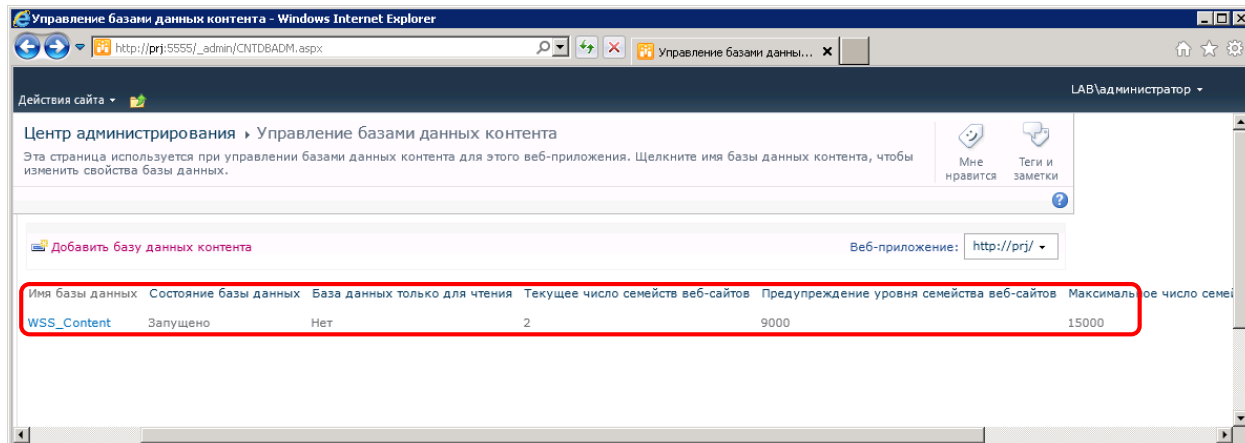 Управление базами данных контента - Windows Internet Explorer
http://prj:5555/_admin/CNTDBADM.aspx
Управление базами данны...
Действия сайта
LAB\администратор
Центр администрирования Управление базами данных контента
Эта страница используется при управлении базами данных контента для этого веб-приложения. Щелкните имя базы данных контента, чтобы
изменить свойства базы данных.
Мне
нравится
Теги и
заметки
Добавить базу данных контента
Веб-приложение: http://prj/
Имя базы данных Состояние базы данных База данных только для чтения Текущее число семейств веб-сайтов Предупреждение уровня семейства веб-сайтов Максимальное число семей
WSS_Content Запущено Нет 2 9000 15000